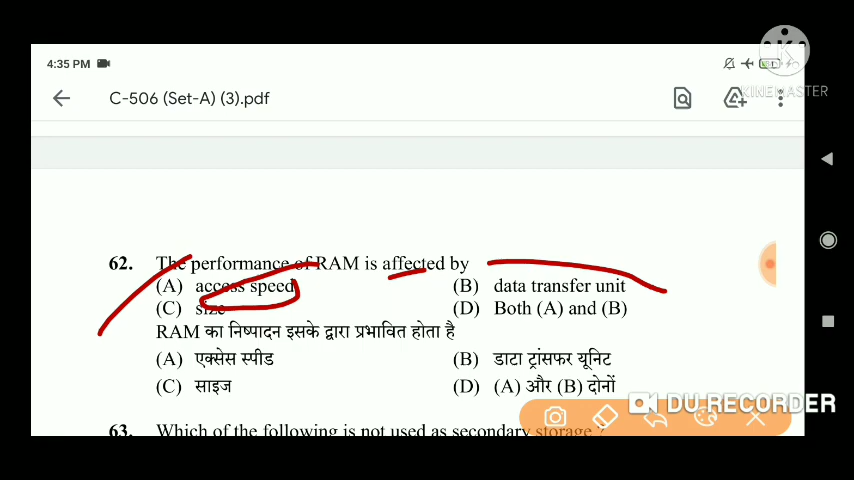 4:35 PM
C-506 (Set-A) (3).pdf
KINEMASTER
62. The performance of RAM is affected by
(A) access speed (B) data transfer unit
(C) size (D) Both (A) and (B)
RAM का निष्पादन इसके द्वारा प्रभावित होता है
(A) एक्सेस स्पीड (B) डाटा ट्रांसफर यूनिट
(C) साइज (D) (A) और (B) दोनों
DU RECORDER
63. Which of the following is not used as secondary storage ?